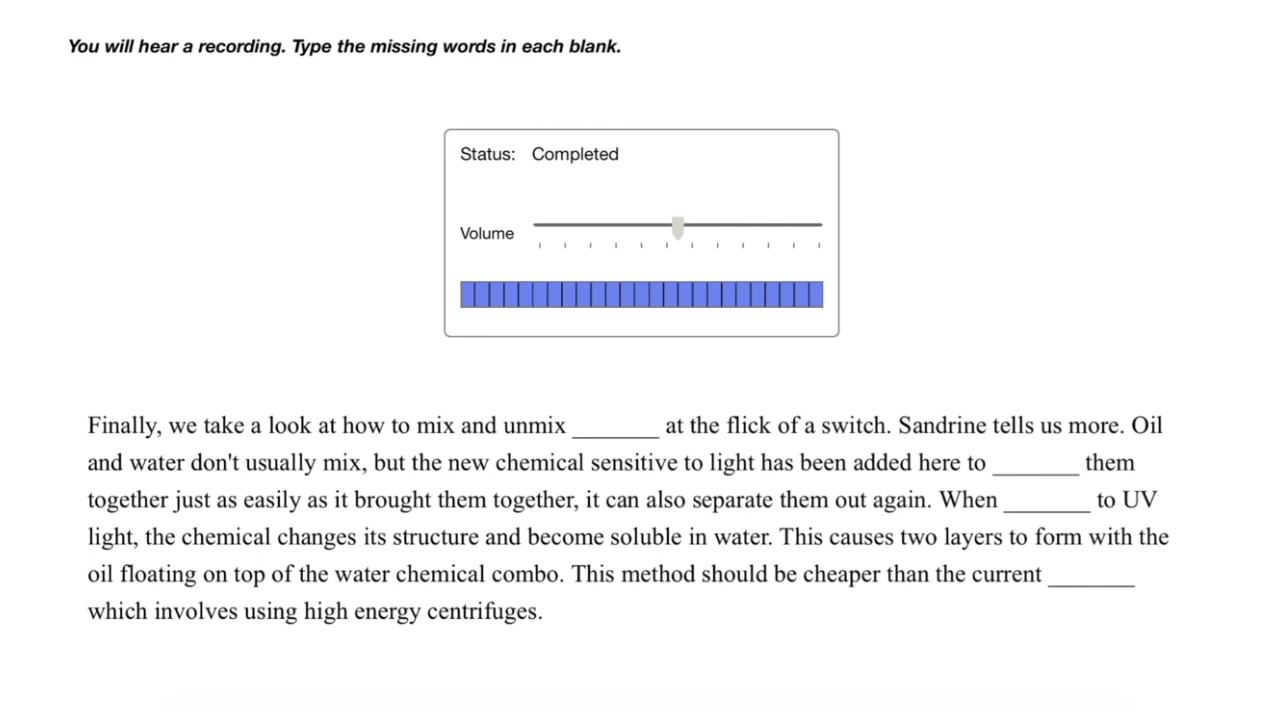 You will hear a recording. Type the missing words in each blank.
Status: Completed
Volume
Finally, we take a look at how to mix and unmix ________ at the flick of a switch. Sandrine tells us more. Oil
and water don't usually mix, but the new chemical sensitive to light has been added here to ________ them
together just as easily as it brought them together, it can also separate them out again. When ________ to UV
light, the chemical changes its structure and become soluble in water. This causes two layers to form with the
oil floating on top of the water chemical combo. This method should be cheaper than the current ________
which involves using high energy centrifuges.